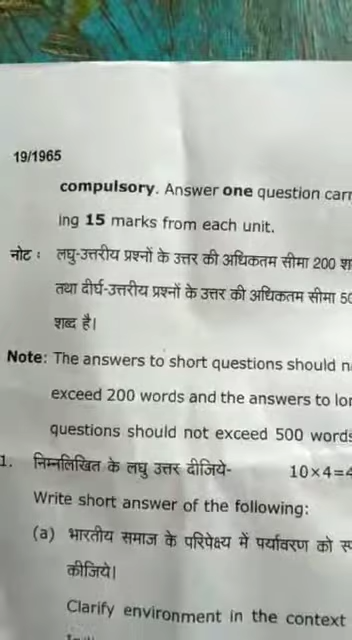 19/1965
compulsory. Answer one question carr
ing 15 marks from each unit.
नोट : लघु-उत्तरीय प्रश्नों के उत्तर की अधिकतम सीमा 200 श
तथा दीर्घ-उत्तरीय प्रश्नों के उत्तर की अधिकतम सीमा 50
शब्द है।
Note: The answers to short questions should n
exceed 200 words and the answers to lon
questions should not exceed 500 words
1. निम्नलिखित के लघु उत्तर दीजिये- 10×4=4
Write short answer of the following:
(a) भारतीय समाज के परिपेक्ष्य में पर्यावरण को स्प
कीजिये।
Clarify environment in the context